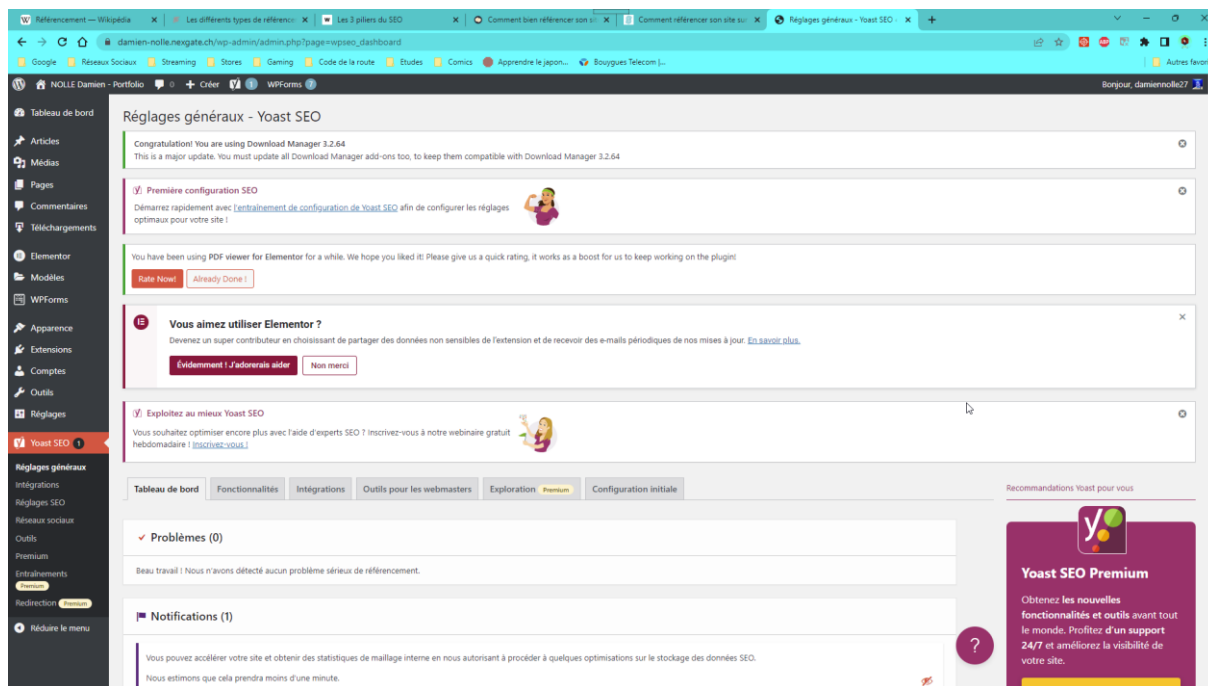 Référencement — Wiki
Les différents types de référence
Les 3 piliers du SEO
Comment bien référencer son si
Comment référencer son site su
Réglages généraux - Yoast SEO
damien-nolle.nexgate.ch/wp-admin/admin.php?page=wpseo_dashboard
Google Réseaux Sociaux Streaming Stores Gaming Code de la route Etudes Comics Apprendre le japon... Bouygues Telecom |...
Autres favor
NOLLE Damien - Portfolio 0 + Créer 1 WPForms 7
Bonjour, damiennolle27
Tableau de bord
Articles
Médias
Pages
Commentaires
Téléchargements
Elementor
Modèles
WPForms
Apparence
Extensions
Comptes
Outils
Réglages
Yoast SEO 1
Réglages généraux
Intégrations
Réglages SEO
Réseaux sociaux
Outils
Premium
Entraînements
Premium
Redirection Premium
Réduire le menu
Réglages généraux - Yoast SEO
Congratulation! You are using Download Manager 3.2.64
This is a major update. You must update all Download Manager add-ons too, to keep them compatible with Download Manager 3.2.64
Première configuration SEO
Démarrez rapidement avec l'entraînement de configuration de Yoast SEO afin de configurer les réglages
optimaux pour votre site !
You have been using PDF viewer for Elementor for a while. We hope you liked it! Please give us a quick rating, it works as a boost for us to keep working on the plugin!
Rate Now! Already Done !
Vous aimez utiliser Elementor ?
Devenez un super contributeur en choisissant de partager des données non sensibles de l'extension et de recevoir des e-mails périodiques de nos mises à jour. En savoir plus.
Évidemment ! J'adorerais aider Non merci
Exploitez au mieux Yoast SEO
Vous souhaitez optimiser encore plus avec l'aide d'experts SEO ? Inscrivez-vous à notre webinaire gratuit
hebdomadaire ! Inscrivez-vous !
Tableau de bord Fonctionnalités Intégrations Outils pour les webmasters Exploration Premium Configuration initiale
Problèmes (0)
Beau travail ! Nous n'avons détecté aucun problème sérieux de référencement.
Notifications (1)
Vous pouvez accélérer votre site et obtenir des statistiques de maillage interne en nous autorisant à procéder à quelques optimisations sur le stockage des données SEO.
Nous estimons que cela prendra moins d'une minute.
Recommandations Yoast pour vous
Yoast SEO Premium
Obtenez les nouvelles
fonctionnalités et outils avant tout
le monde. Profitez d'un support
24/7 et améliorez la visibilité de
votre site.
?